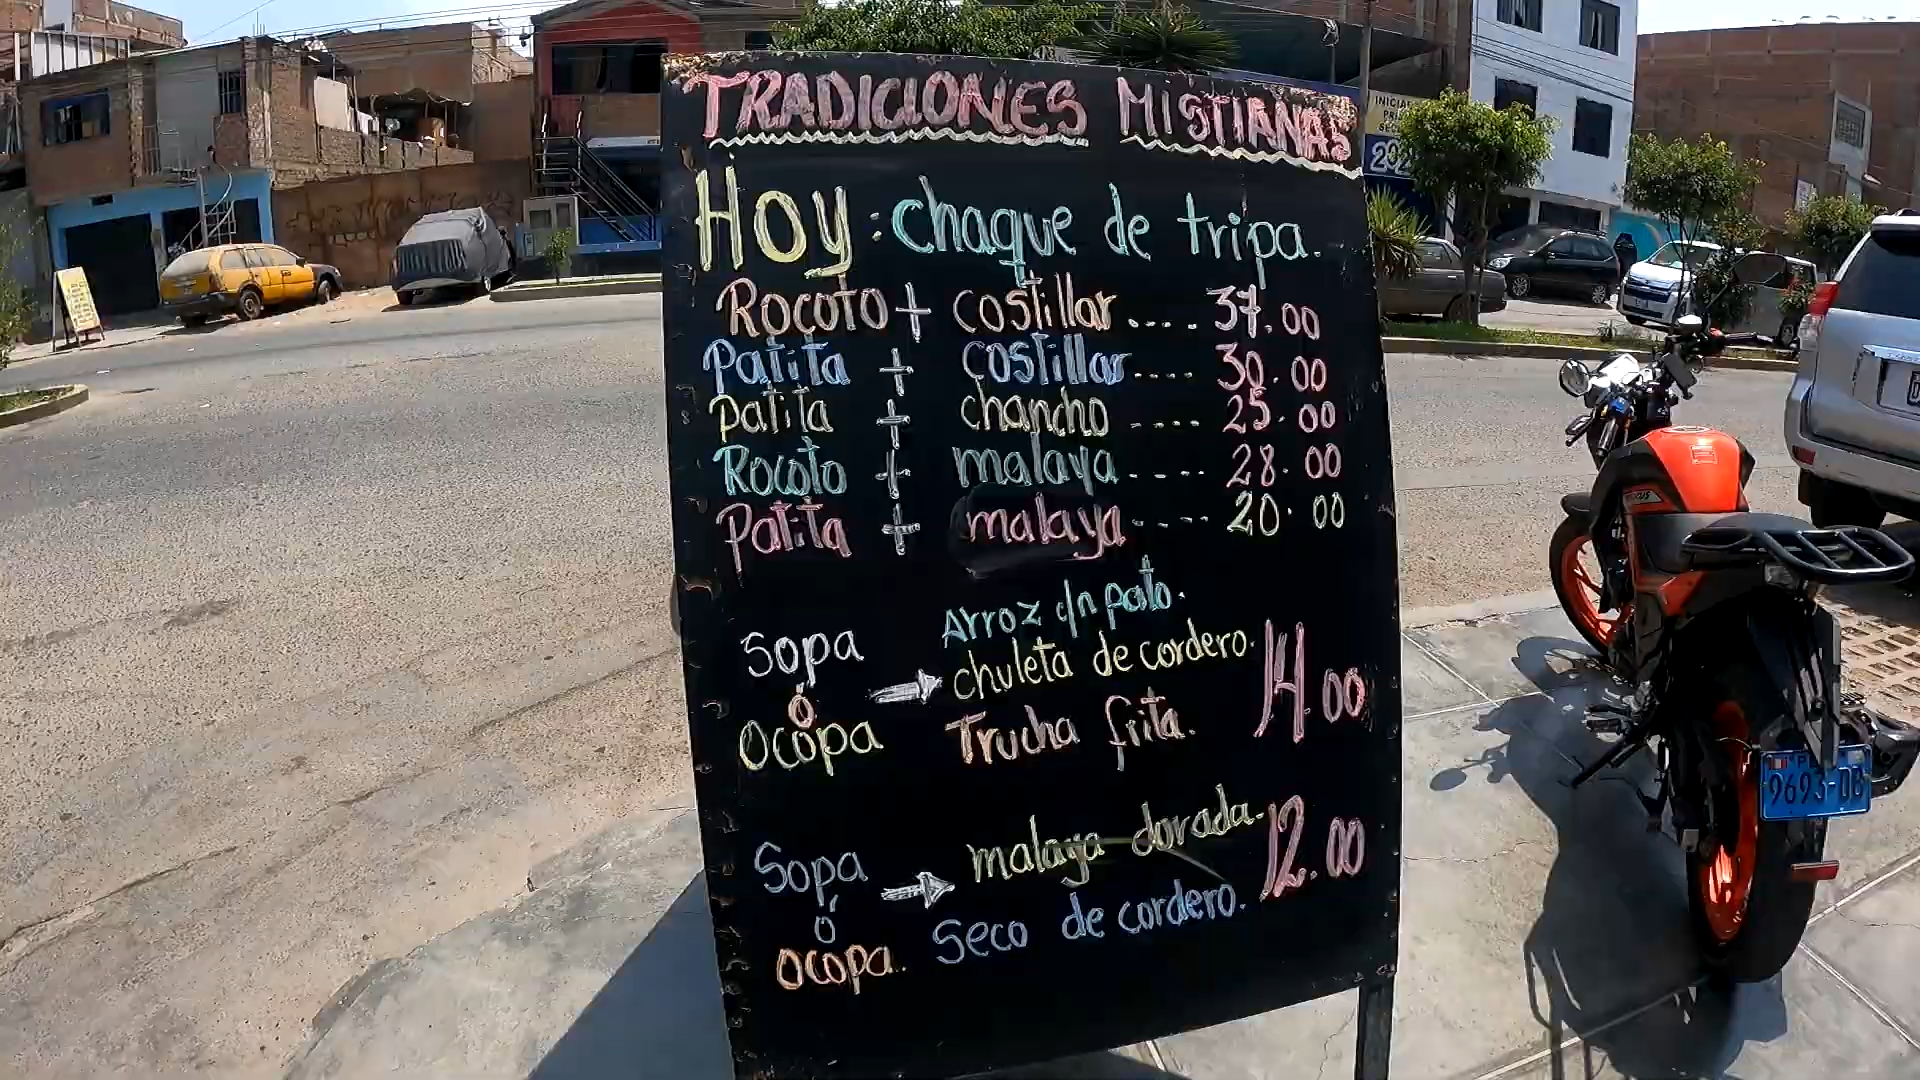 TRADICIONES MISTIANAS
Hoy: chaque de tripa.
Rocoto + costillar .... 37.00
Patita + costillar .... 30.00
patita + chancho .... 25.00
Rocoto + malaya .... 28.00
Patita + malaya .... 20.00
Sopa
ó
Ocopa
Arroz c/n pato.
chuleta de cordero.
Trucha frita.
14.00
Sopa
ó
Ocopa.
malaya dorada.
Seco de cordero.
12.00
9693-DB